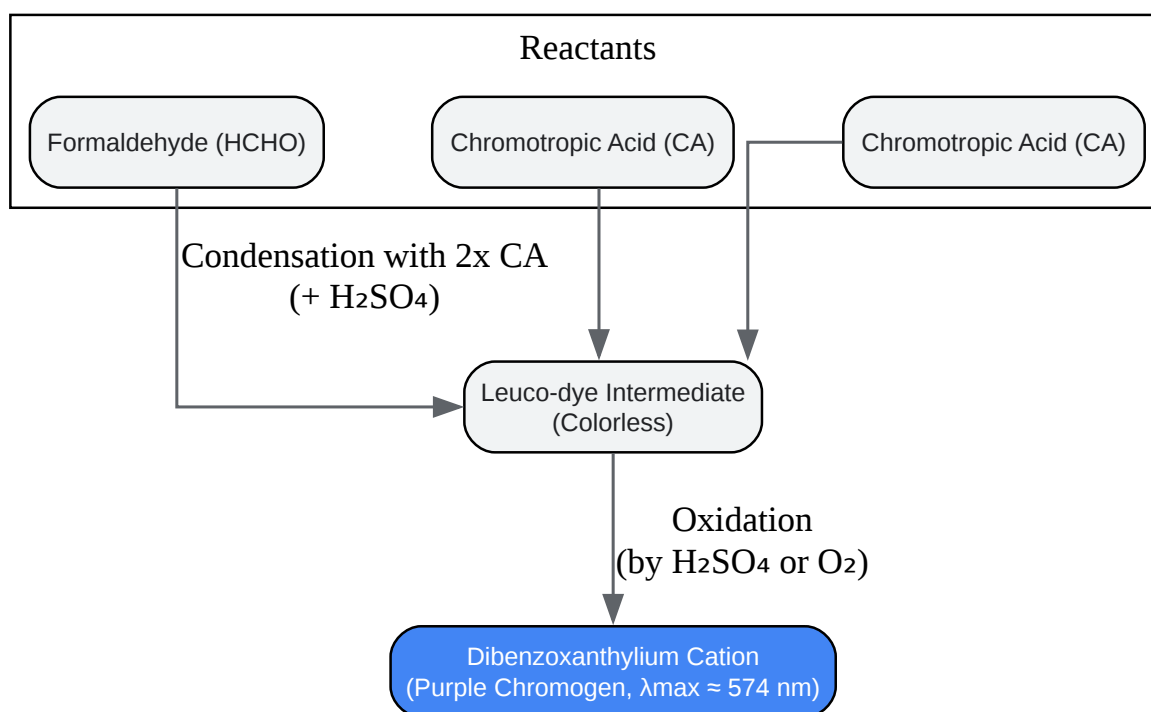 Reactants
Formaldehyde (HCHO)
Chromotropic Acid (CA)
Chromotropic Acid (CA)
Condensation with 2x CA
(+ H₂SO₄)
Leuco-dye Intermediate
(Colorless)
Oxidation
(by H₂SO₄ or O₂)
Dibenzoxanthylium Cation
(Purple Chromogen, λmax ≈ 574 nm)